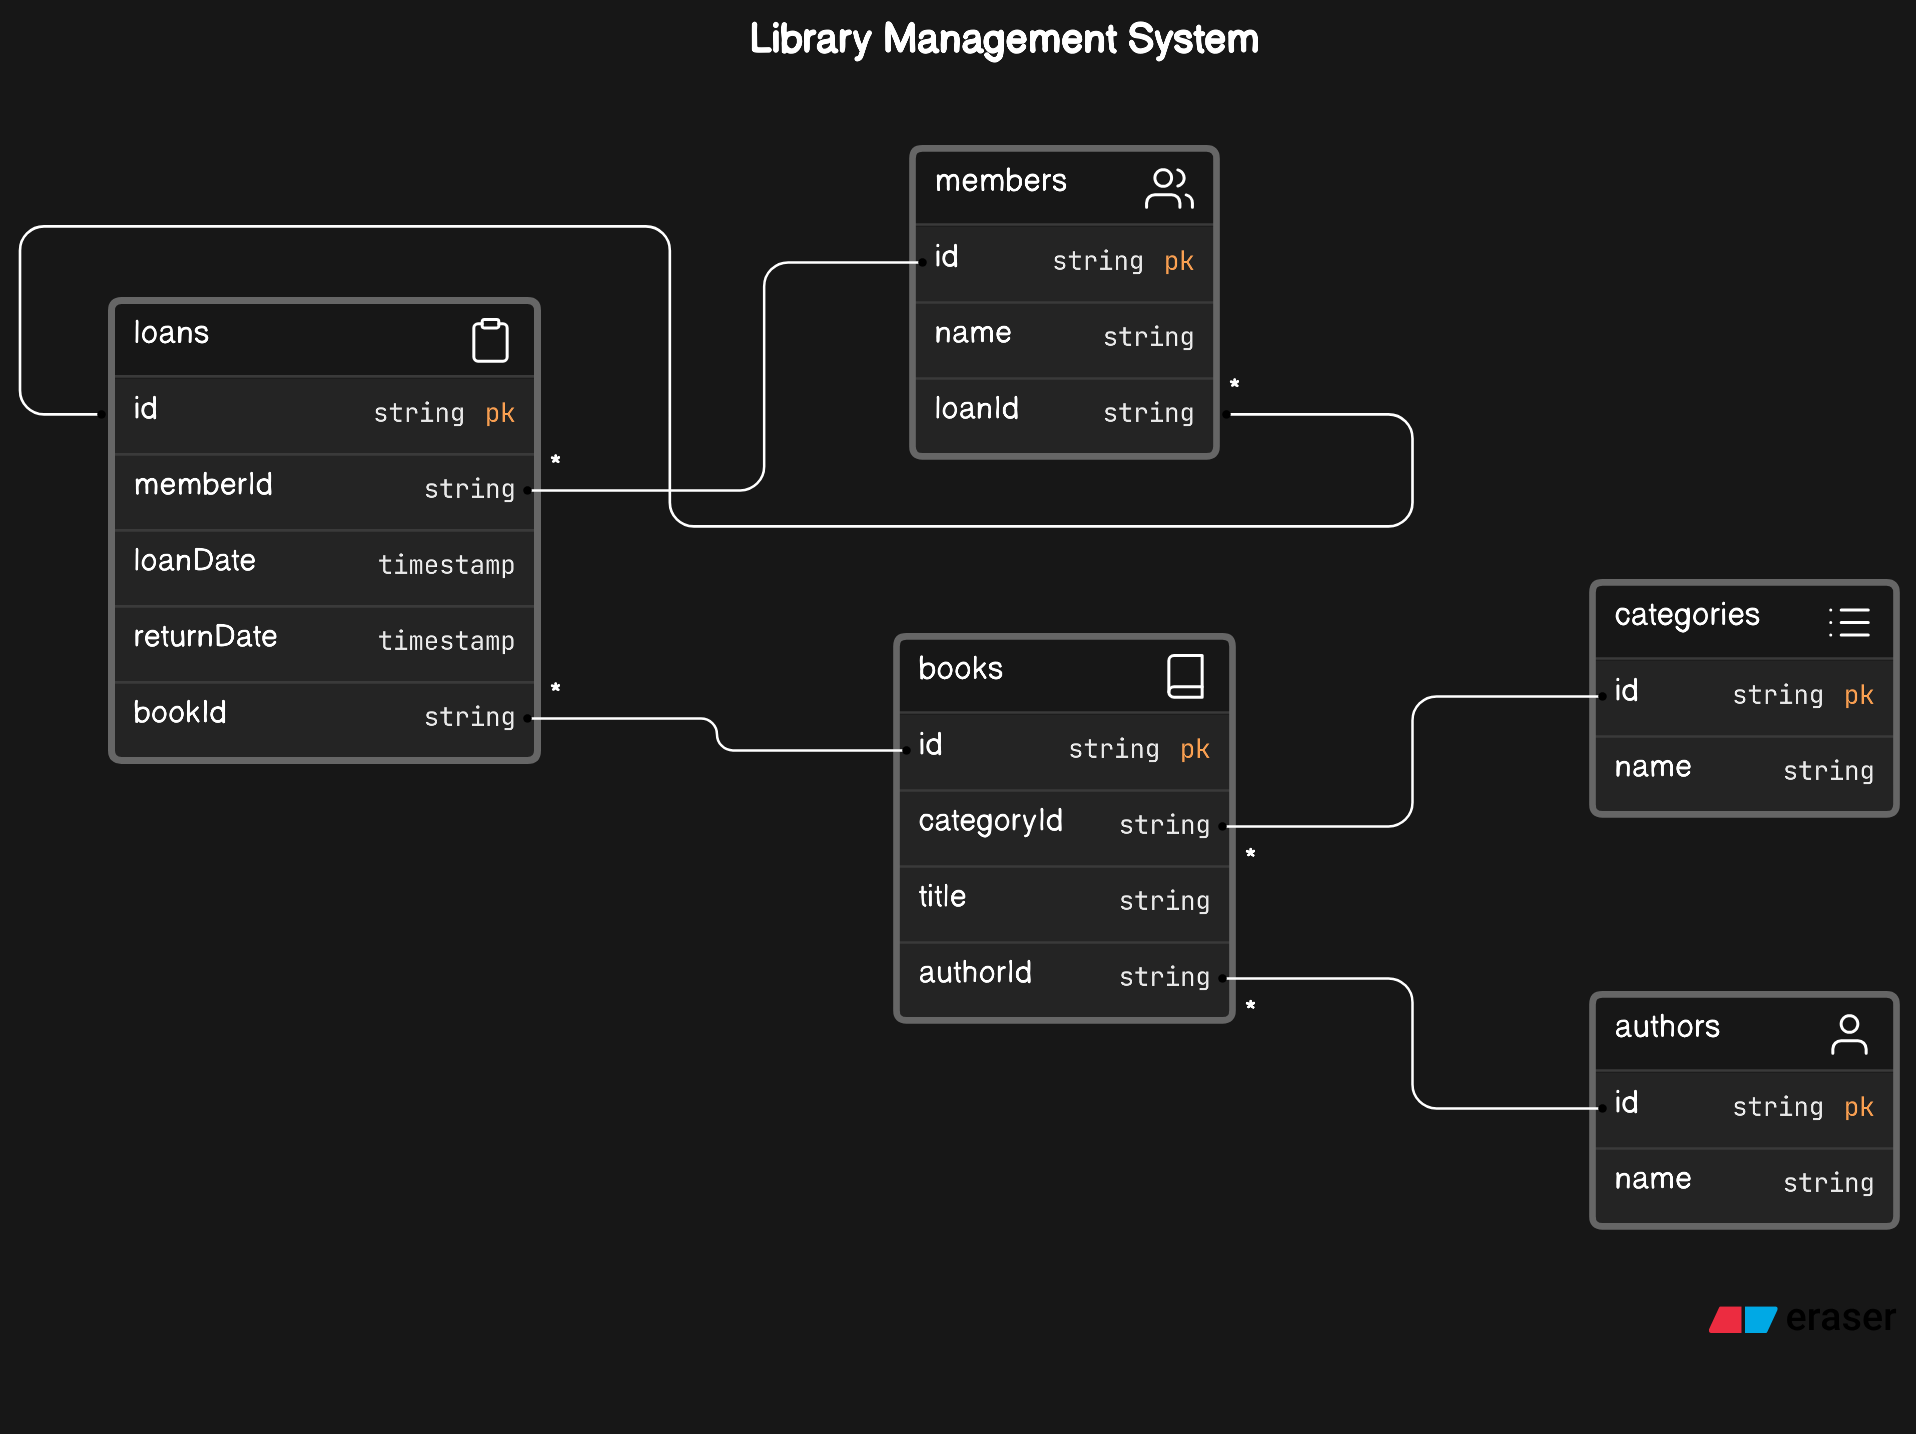 Library Management System
members
id string pk
name string
*
loanId string
loans
id string pk
*
memberId string
loanDate timestamp
returnDate timestamp
*
bookId string
books
id string pk
categoryId string
*
title string
authorId string
*
categories
id string pk
name string
authors
id string pk
name string
eraser